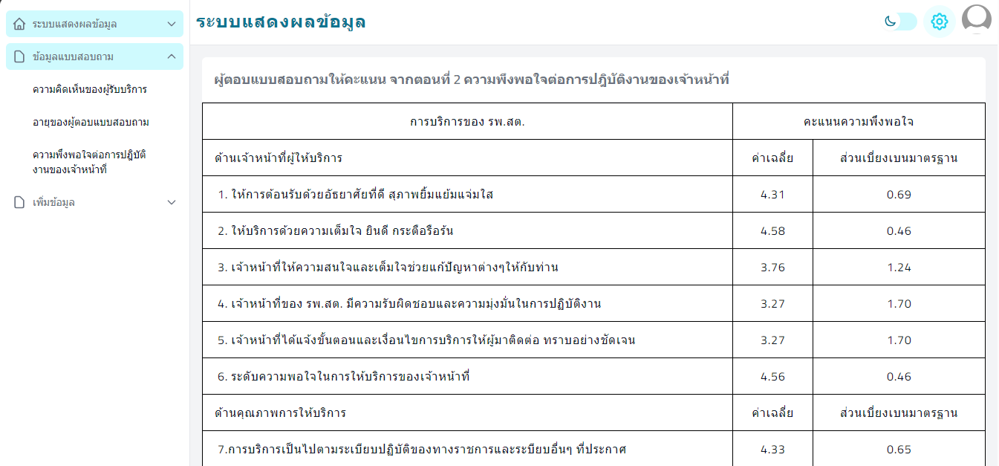 ระบบแสดงผลข้อมูล
ข้อมูลแบบสอบถาม
ความคิดเห็นของผู้รับบริการ
อายุของผู้ตอบแบบสอบถาม
ความพึงพอใจต่อการปฏิบัติ
งานของเจ้าหน้าที่
เพิ่มข้อมูล
ระบบแสดงผลข้อมูล
ผู้ตอบแบบสอบถามให้คะแนน จากตอนที่ 2 ความพึงพอใจต่อการปฎิบัติงานของเจ้าหน้าที่
การบริการของ รพ.สต. คะแนนความพึงพอใจ
ด้านเจ้าหน้าที่ผู้ให้บริการ ค่าเฉลี่ย ส่วนเบี่ยงเบนมาตรฐาน
1. ให้การต้อนรับด้วยอัธยาศัยที่ดี สุภาพยิ้มแย้มแจ่มใส 4.31 0.69
2. ให้บริการด้วยความเต็มใจ ยินดี กระตือรือร้น 4.58 0.46
3. เจ้าหน้าที่ให้ความสนใจและเต็มใจช่วยแก้ปัญหาต่างๆให้กับท่าน 3.76 1.24
4. เจ้าหน้าที่ของ รพ.สต. มีความรับผิดชอบและความมุ่งมั่นในการปฏิบัติงาน 3.27 1.70
5. เจ้าหน้าที่ได้แจ้งขั้นตอนและเงื่อนไขการบริการให้ผู้มาติดต่อ ทราบอย่างชัดเจน 3.27 1.70
6. ระดับความพอใจในการให้บริการของเจ้าหน้าที่ 4.56 0.46
ด้านคุณภาพการให้บริการ ค่าเฉลี่ย ส่วนเบี่ยงเบนมาตรฐาน
7.การบริการเป็นไปตามระเบียบปฏิบัติของทางราชการและระบียบอื่นๆ ที่ประกาศ 4.33 0.65